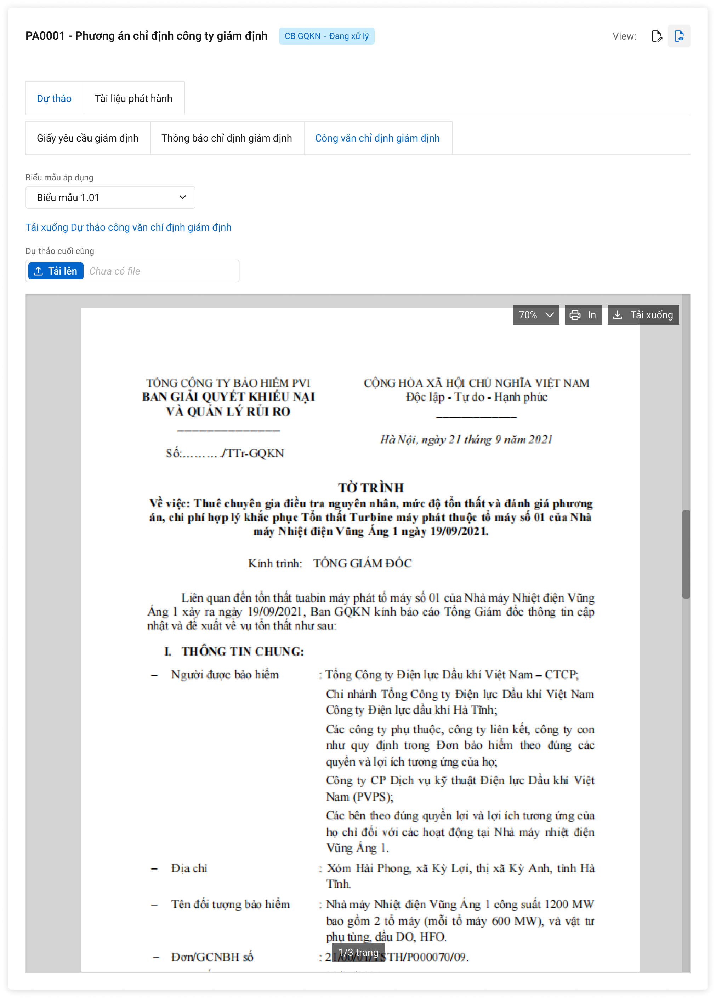 PA0001 - Phương án chỉ định công ty giám định
CB GQKN - Đang xử lý
View:
Dự thảo
Tài liệu phát hành
Giấy yêu cầu giám định
Thông báo chỉ định giám định
Công văn chỉ định giám định
Biểu mẫu áp dụng
Biểu mẫu 1.01
Tải xuống Dự thảo công văn chỉ định giám định
Dự thảo cuối cùng
Tải lên
Chưa có file
70%
In
Tải xuống
TỔNG CÔNG TY BẢO HIỂM PVI
BAN GIẢI QUYẾT KHIẾU NẠI
VÀ QUẢN LÝ RỦI RO
Số:………./TTr-GQKN
CỘNG HÒA XÃ HỘI CHỦ NGHĨA VIỆT NAM
Độc lập - Tự do - Hạnh phúc
Hà Nội, ngày 21 tháng 9 năm 2021
TỜ TRÌNH
Về việc: Thuê chuyên gia điều tra nguyên nhân, mức độ tổn thất và đánh giá phương
án, chi phí hợp lý khắc phục Tổn thất Turbine máy phát thuộc tổ máy số 01 của Nhà
máy Nhiệt điện Vũng Áng 1 ngày 19/09/2021.
Kính trình: TỔNG GIÁM ĐỐC
Liên quan đến tổn thất tuabin máy phát tổ máy số 01 của Nhà máy Nhiệt điện Vũng
Áng 1 xảy ra ngày 19/09/2021, Ban GQKN kính báo cáo Tổng Giám đốc thông tin cập
nhật và đề xuất về vụ tổn thất như sau:
I. THÔNG TIN CHUNG:
– Người được bảo hiểm : Tổng Công ty Điện lực Dầu khí Việt Nam – CTCP;
Chi nhánh Tổng Công ty Điện lực Dầu khí Việt Nam
Công ty Điện lực dầu khí Hà Tĩnh;
Các công ty phụ thuộc, công ty liên kết, công ty con
như quy định trong Đơn bảo hiểm theo đúng các
quyền và lợi ích tương ứng của họ;
Công ty CP Dịch vụ kỹ thuật Điện lực Dầu khí Việt
Nam (PVPS);
Các bên theo đúng quyền lợi và lợi ích tương ứng của
họ chỉ đối với các hoạt động tại Nhà máy nhiệt điện
Vũng Áng 1.
– Địa chỉ : Xóm Hải Phong, xã Kỳ Lợi, thị xã Kỳ Anh, tỉnh Hà
Tĩnh.
– Tên đối tượng bảo hiểm : Nhà máy Nhiệt điện Vũng Áng 1 công suất 1200 MW
bao gồm 2 tổ máy (mỗi tổ máy 600 MW), và vật tư
phụ tùng, dầu DO, HFO.
– Đơn/GCNBH số : 21/00/01/TSTH/P000070/09.
1/3 trang